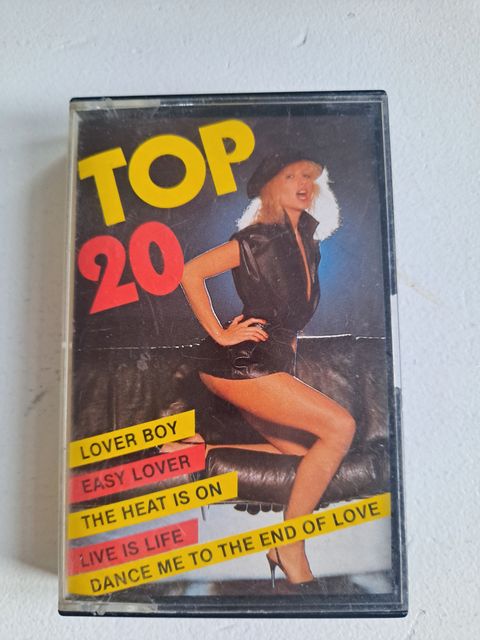 TOP
20
LOVER BOY
EASY LOVER
THE HEAT IS ON
LIVE IS LIFE
DANCE ME TO THE END OF LOVE